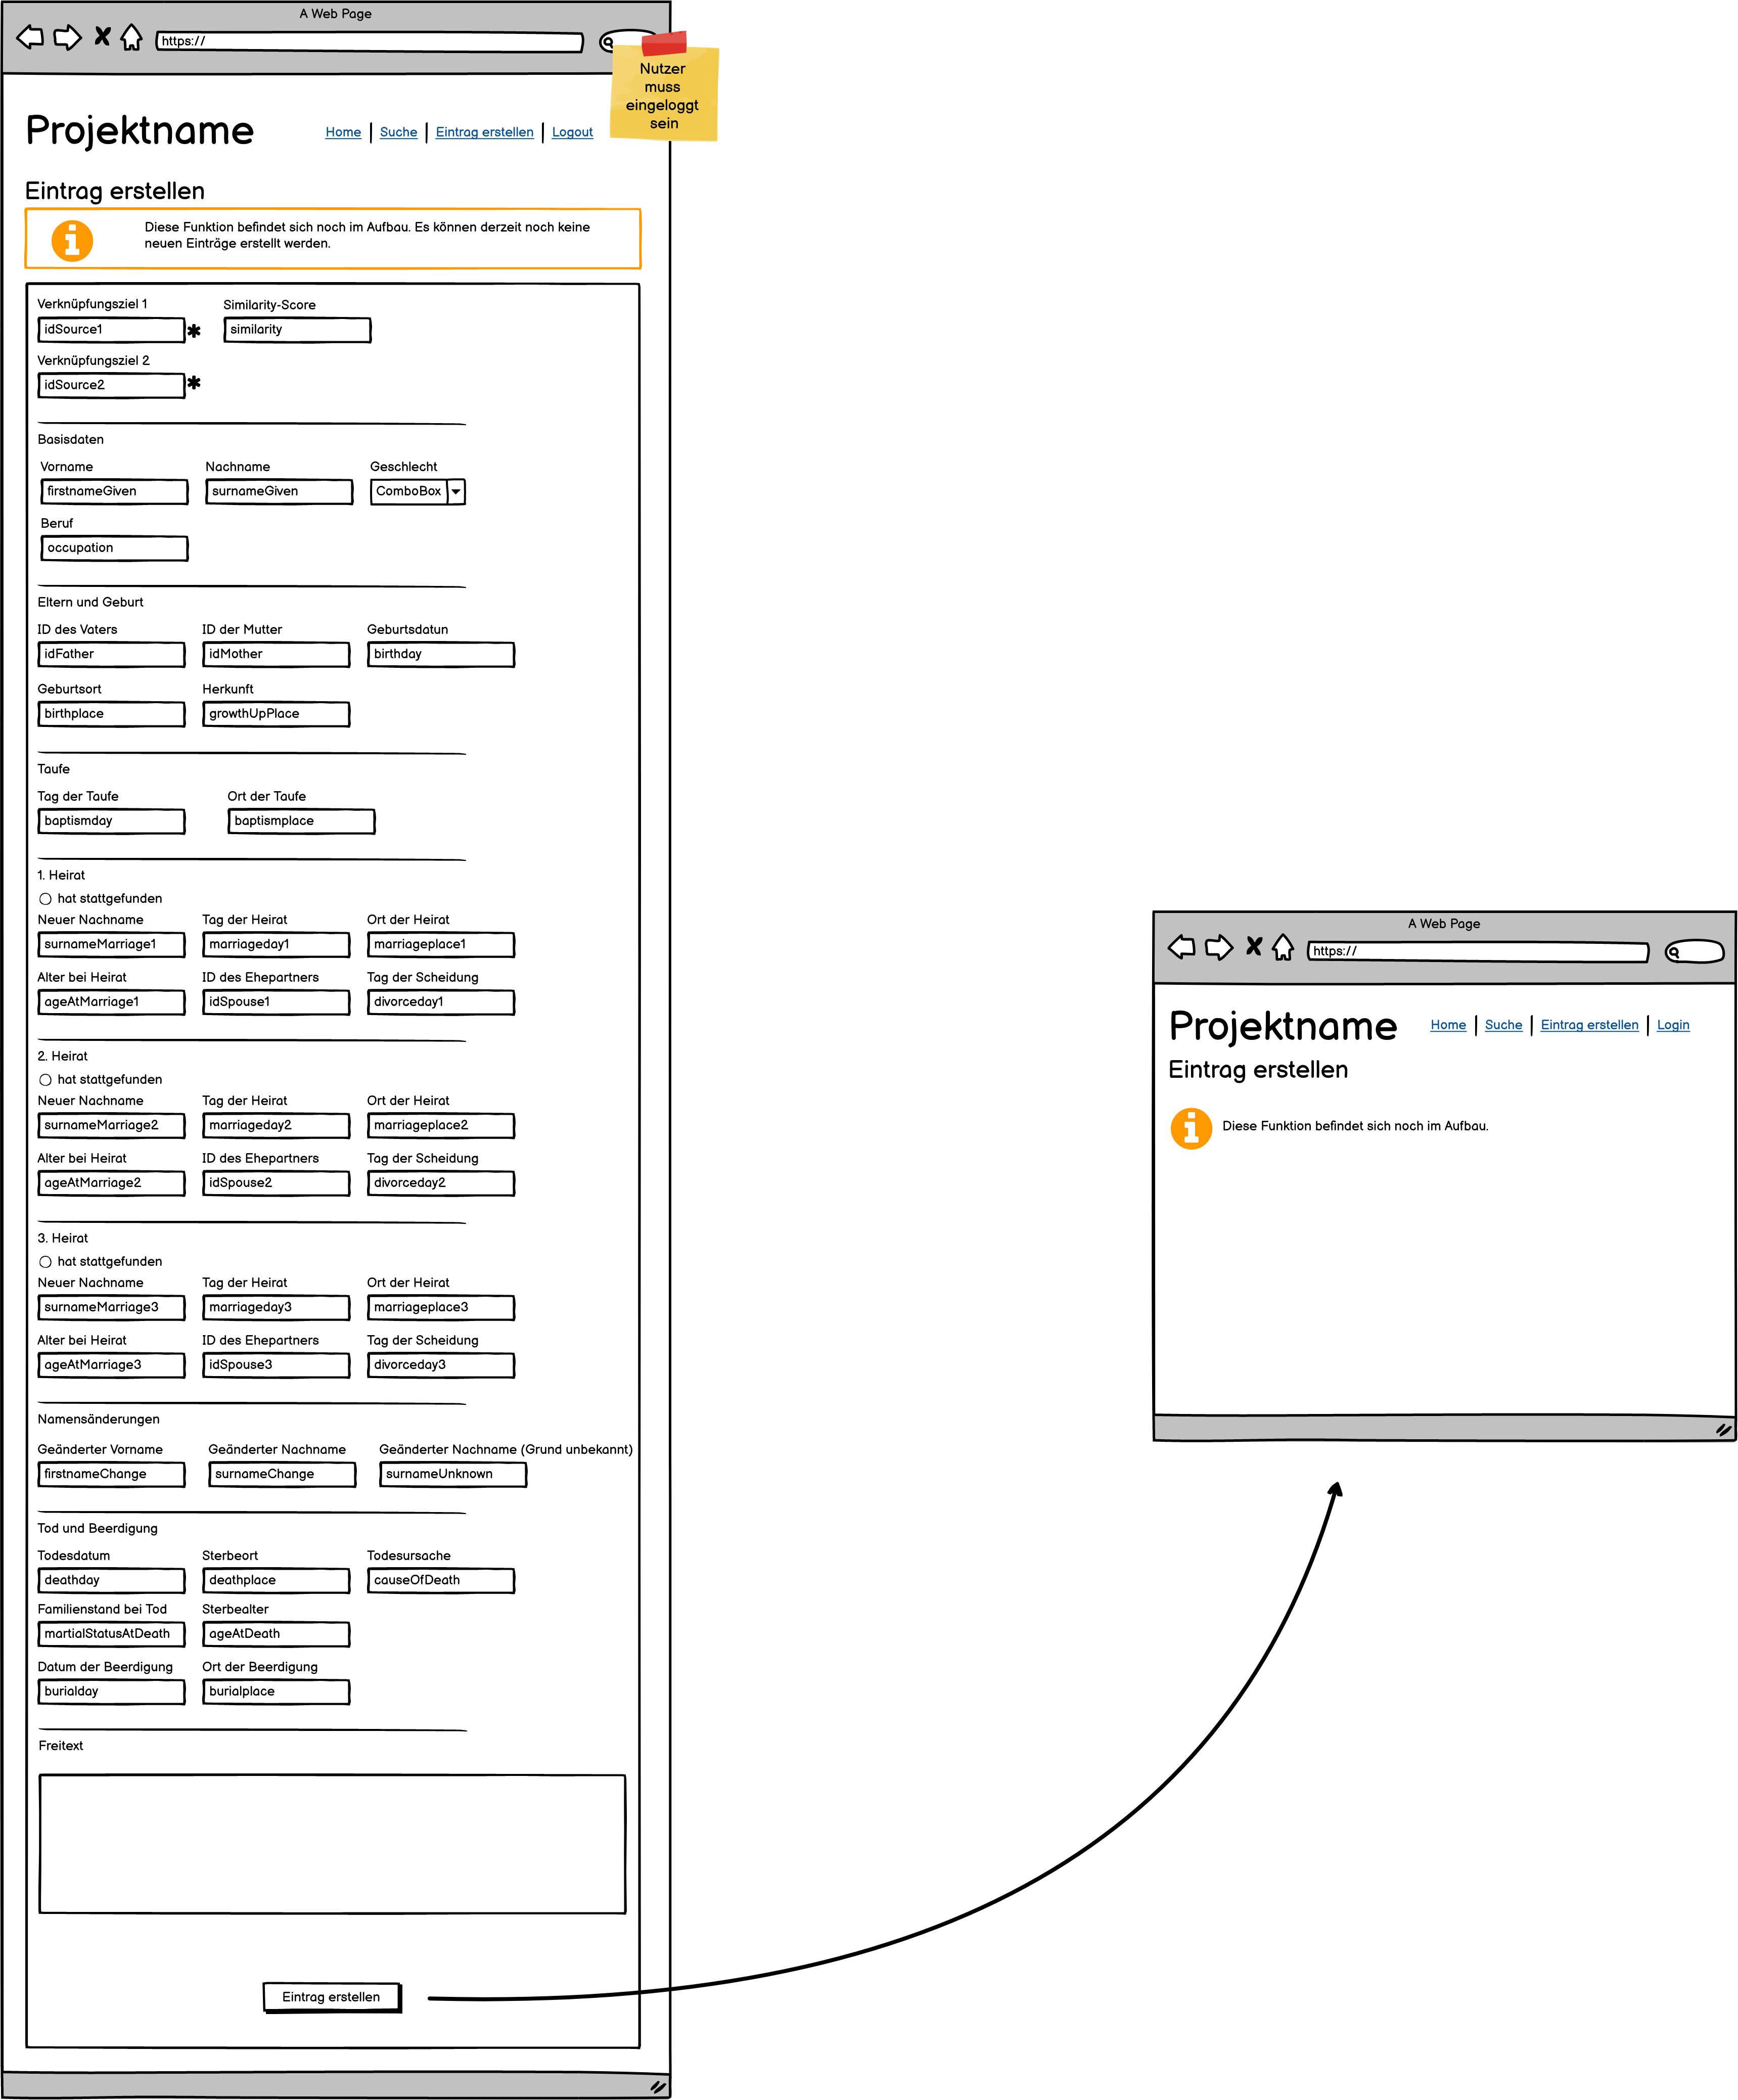 A Web Page
https://
Nutzer
muss
eingeloggt
sein
Projektname
Home Suche Eintrag erstellen Logout
Eintrag erstellen
Diese Funktion befindet sich noch im Aufbau. Es können derzeit noch keine
neuen Einträge erstellt werden.
Verknüpfungsziel 1 Similarity-Score
idSource1 * similarity
Verknüpfungsziel 2
idSource2 *
Basisdaten
Vorname Nachname Geschlecht
firstnameGiven surnameGiven ComboBox
Beruf
occupation
Eltern und Geburt
ID des Vaters ID der Mutter Geburtsdatun
idFather idMother birthday
Geburtsort Herkunft
birthplace growthUpPlace
Taufe
Tag der Taufe Ort der Taufe
baptismday baptismplace
1. Heirat
hat stattgefunden
Neuer Nachname Tag der Heirat Ort der Heirat
surnameMarriage1 marriageday1 marriageplace1
Alter bei Heirat ID des Ehepartners Tag der Scheidung
ageAtMarriage1 idSpouse1 divorceday1
2. Heirat
hat stattgefunden
Neuer Nachname Tag der Heirat Ort der Heirat
surnameMarriage2 marriageday2 marriageplace2
Alter bei Heirat ID des Ehepartners Tag der Scheidung
ageAtMarriage2 idSpouse2 divorceday2
3. Heirat
hat stattgefunden
Neuer Nachname Tag der Heirat Ort der Heirat
surnameMarriage3 marriageday3 marriageplace3
Alter bei Heirat ID des Ehepartners Tag der Scheidung
ageAtMarriage3 idSpouse3 divorceday3
Namensänderungen
Geänderter Vorname Geänderter Nachname Geänderter Nachname (Grund unbekannt)
firstnameChange surnameChange surnameUnknown
Tod und Beerdigung
Todesdatum Sterbeort Todesursache
deathday deathplace causeOfDeath
Familienstand bei Tod Sterbealter
martialStatusAtDeath ageAtDeath
Datum der Beerdigung Ort der Beerdigung
burialday burialplace
Freitext
Eintrag erstellen
A Web Page
https://
Projektname
Home Suche Eintrag erstellen Login
Eintrag erstellen
Diese Funktion befindet sich noch im Aufbau.